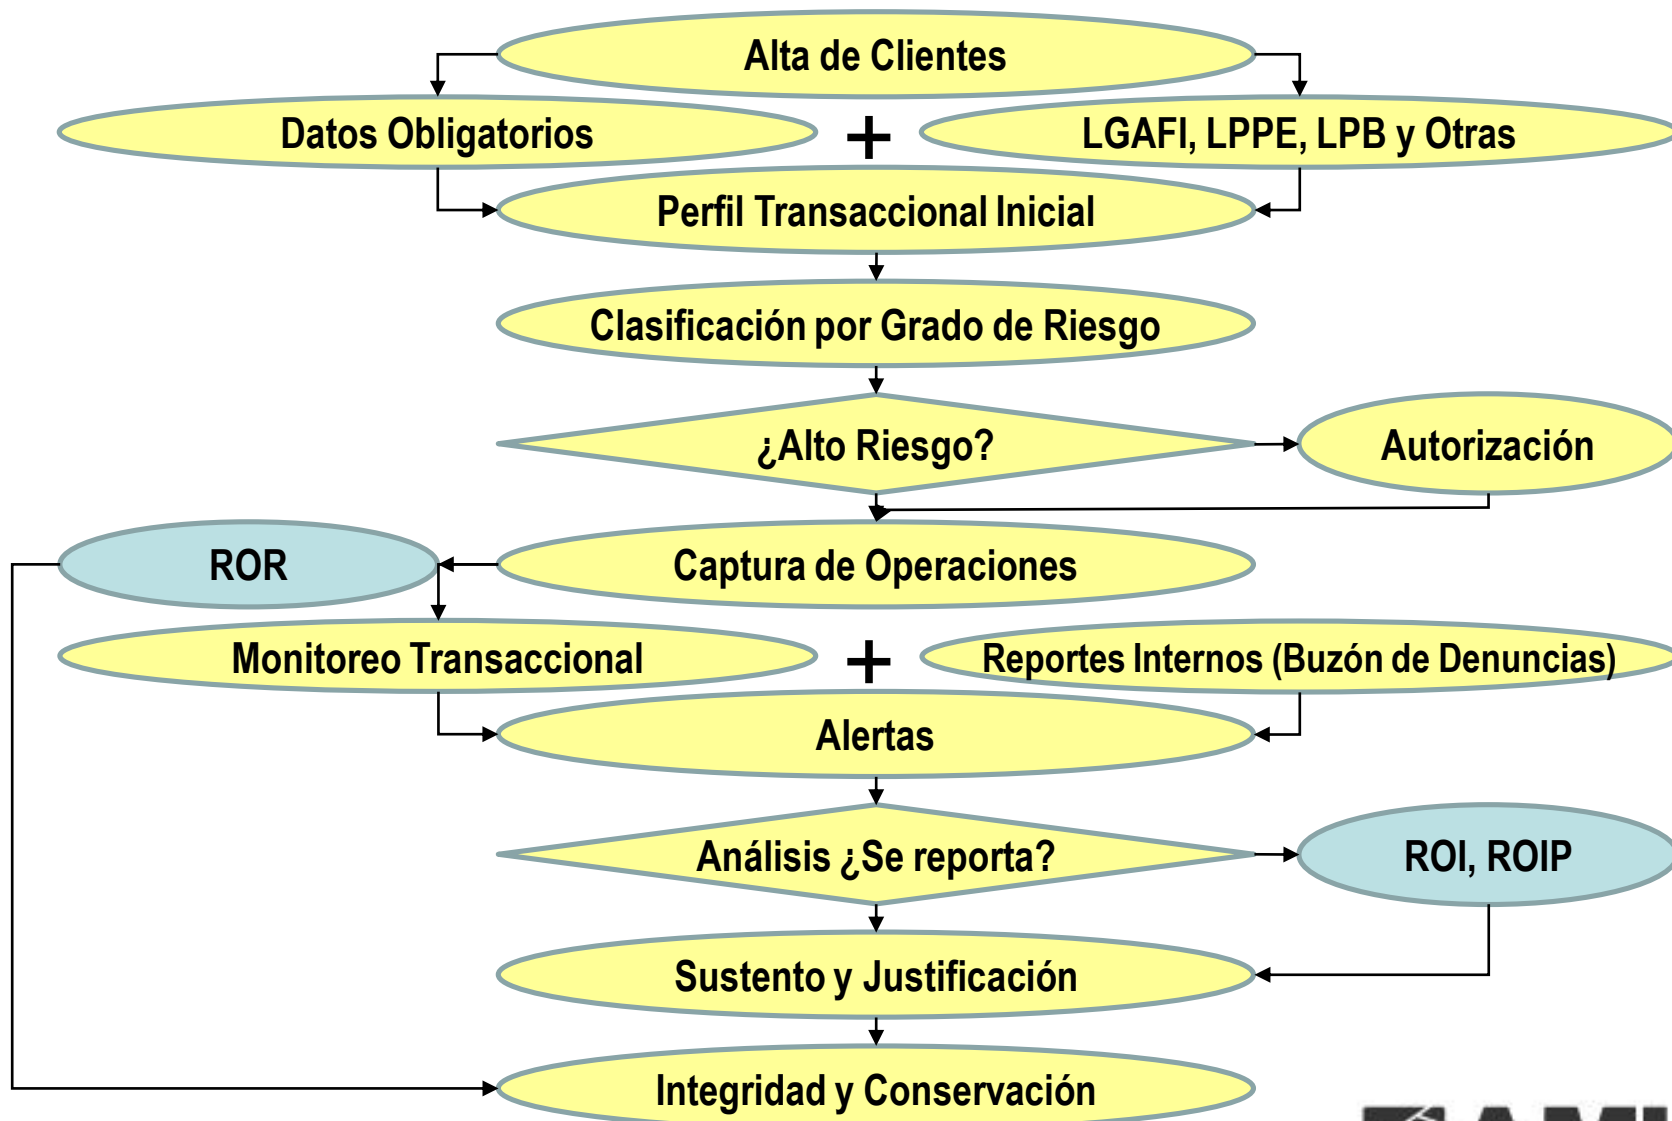 Alta de Clientes
Datos Obligatorios
+
LGAFI, LPPE, LPB y Otras
Perfil Transaccional Inicial
Clasificación por Grado de Riesgo
¿Alto Riesgo?
Autorización
ROR
Captura de Operaciones
Monitoreo Transaccional
+
Reportes Internos (Buzón de Denuncias)
Alertas
Análisis ¿Se reporta?
ROI, ROIP
Sustento y Justificación
Integridad y Conservación